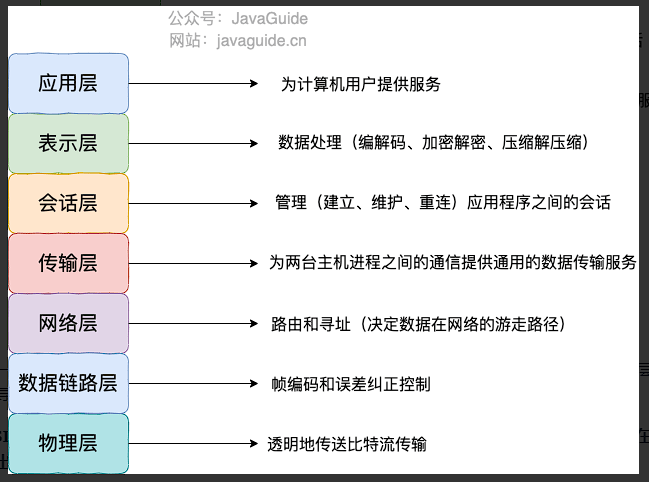 公众号：JavaGuide
网站：javaguide.cn
应用层
为计算机用户提供服务
表示层
数据处理（编解码、加密解密、压缩解压缩）
会话层
管理（建立、维护、重连）应用程序之间的会话
传输层
为两台主机进程之间的通信提供通用的数据传输服务
网络层
路由和寻址（决定数据在网络的游走路径）
数据链路层
帧编码和误差纠正控制
物理层
透明地传送比特流传输